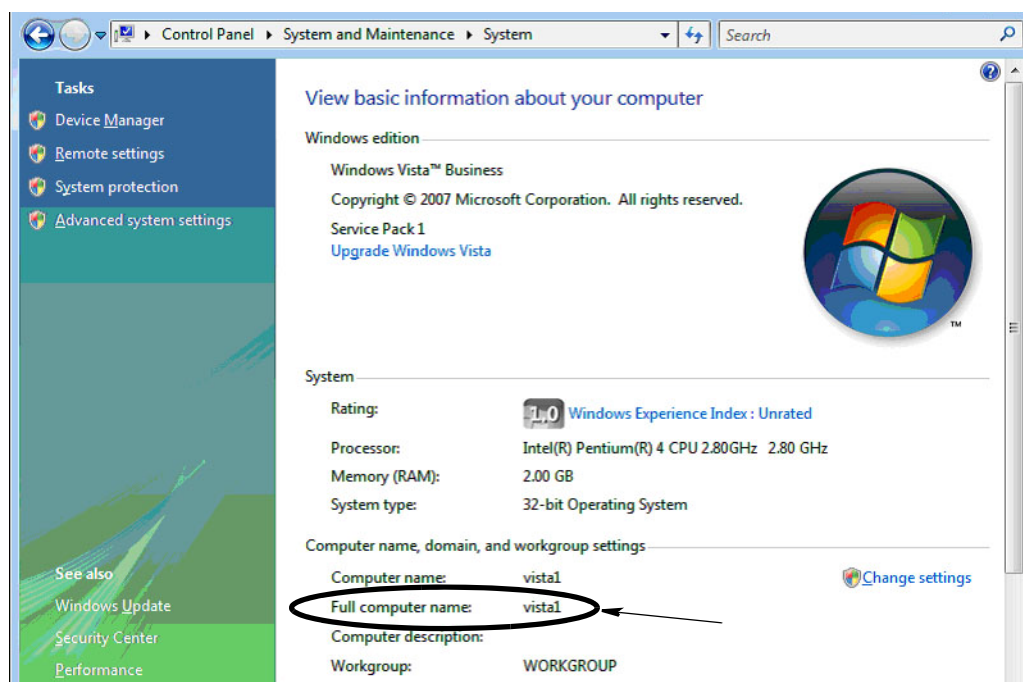 Control Panel ▸ System and Maintenance ▸ System
Search
Tasks
Device Manager
Remote settings
System protection
Advanced system settings
See also
Windows Update
Security Center
Performance
View basic information about your computer
Windows edition
Windows Vista™ Business
Copyright © 2007 Microsoft Corporation. All rights reserved.
Service Pack 1
Upgrade Windows Vista
TM
System
Rating: 1.0 Windows Experience Index : Unrated
Processor: Intel(R) Pentium(R) 4 CPU 2.80GHz 2.80 GHz
Memory (RAM): 2.00 GB
System type: 32-bit Operating System
Computer name, domain, and workgroup settings
Computer name: vista1 Change settings
Full computer name: vista1
Computer description:
Workgroup: WORKGROUP